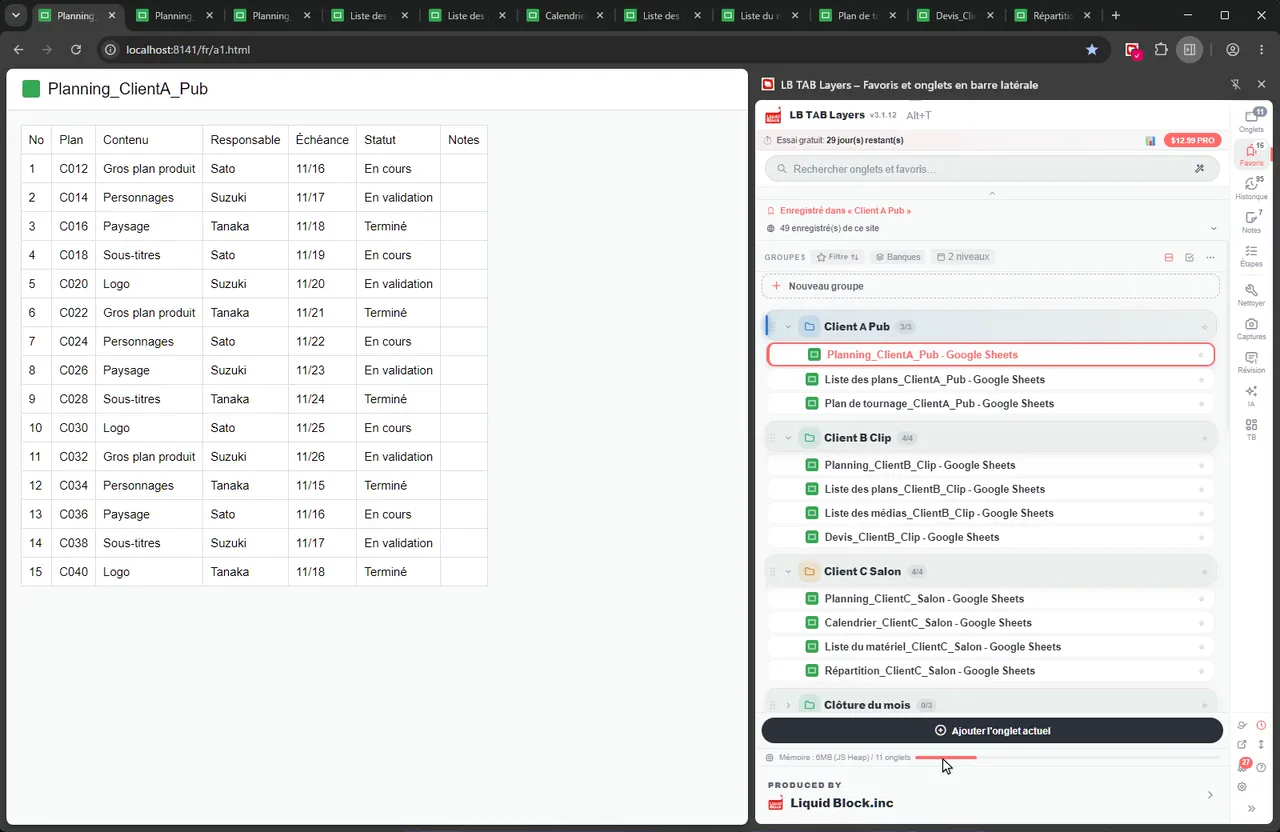 Planning_
Planning_
Planning_
Liste des
Liste des
Calendrie
Liste des
Liste du
Plan de to
Devis_Cli
Répartitio
localhost:8141/fr/a1.html
Planning_ClientA_Pub
No Plan Contenu Responsable Échéance Statut Notes
1 C012 Gros plan produit Sato 11/16 En cours
2 C014 Personnages Suzuki 11/17 En validation
3 C016 Paysage Tanaka 11/18 Terminé
4 C018 Sous-titres Sato 11/19 En cours
5 C020 Logo Suzuki 11/20 En validation
6 C022 Gros plan produit Tanaka 11/21 Terminé
7 C024 Personnages Sato 11/22 En cours
8 C026 Paysage Suzuki 11/23 En validation
9 C028 Sous-titres Tanaka 11/24 Terminé
10 C030 Logo Sato 11/25 En cours
11 C032 Gros plan produit Suzuki 11/26 En validation
12 C034 Personnages Tanaka 11/15 Terminé
13 C036 Paysage Sato 11/16 En cours
14 C038 Sous-titres Suzuki 11/17 En validation
15 C040 Logo Tanaka 11/18 Terminé
LB TAB Layers – Favoris et onglets en barre latérale
LB TAB Layers v3.1.12 Alt+T
Essai gratuit: 29 jour(s) restant(s)
$12.99 PRO
Rechercher onglets et favoris…
Enregistré dans « Client A Pub »
49 enregistré(s) de ce site
GROUPES Filtre Banques 2 niveaux
Nouveau groupe
Client A Pub 3/3
Planning_ClientA_Pub - Google Sheets
Liste des plans_ClientA_Pub - Google Sheets
Plan de tournage_ClientA_Pub - Google Sheets
Client B Clip 4/4
Planning_ClientB_Clip - Google Sheets
Liste des plans_ClientB_Clip - Google Sheets
Liste des médias_ClientB_Clip - Google Sheets
Devis_ClientB_Clip - Google Sheets
Client C Salon 4/4
Planning_ClientC_Salon - Google Sheets
Calendrier_ClientC_Salon - Google Sheets
Liste du matériel_ClientC_Salon - Google Sheets
Répartition_ClientC_Salon - Google Sheets
Clôture du mois 0/3
Ajouter l'onglet actuel
Mémoire : 6MB (JS Heap) / 11 onglets
PRODUCED BY
Liquid Block.inc
11
Onglets
16
Favoris
95
Historique
7
Notes
Étapes
Nettoyer
Captures
Révision
IA
TB
27